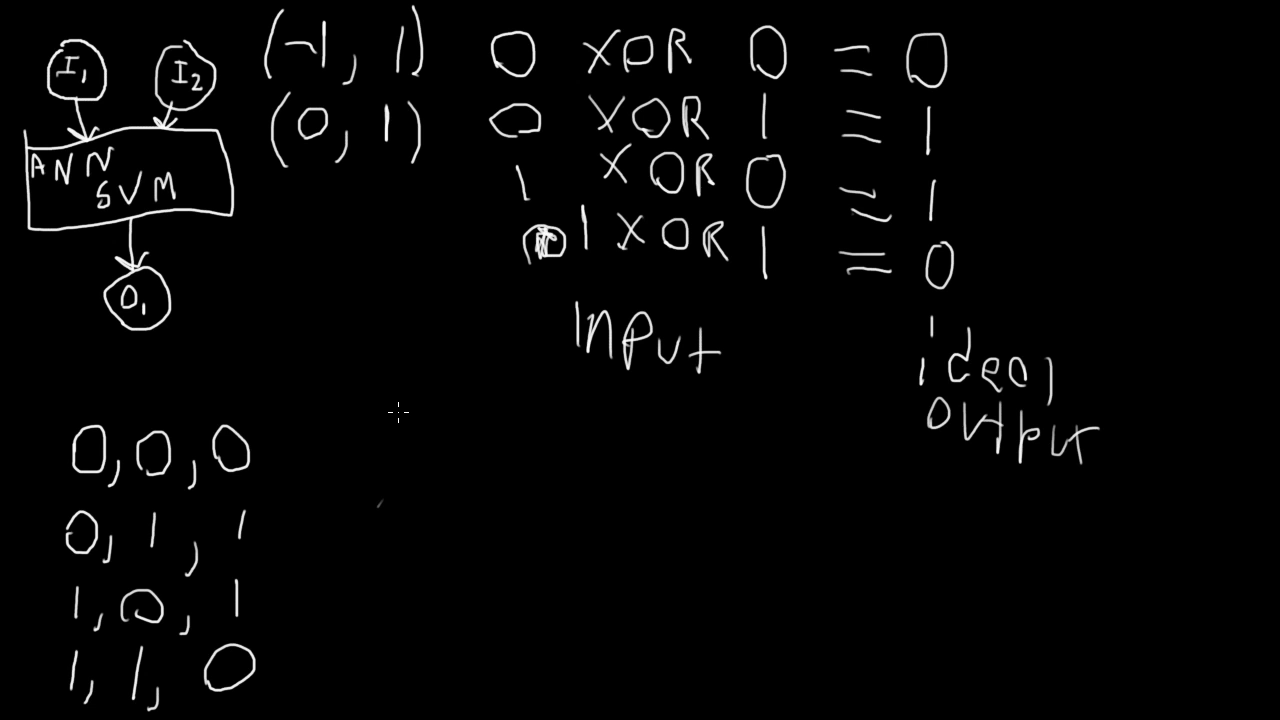 I1 I2
ANN
SVM
O1
(-1, 1)
(0, 1)
0 XOR 0 = 0
0 XOR 1 = 1
1 XOR 0 = 1
1 XOR 1 = 0
Input
ideal
output
0, 0, 0
0, 1, 1
1, 0, 1
1, 1, 0